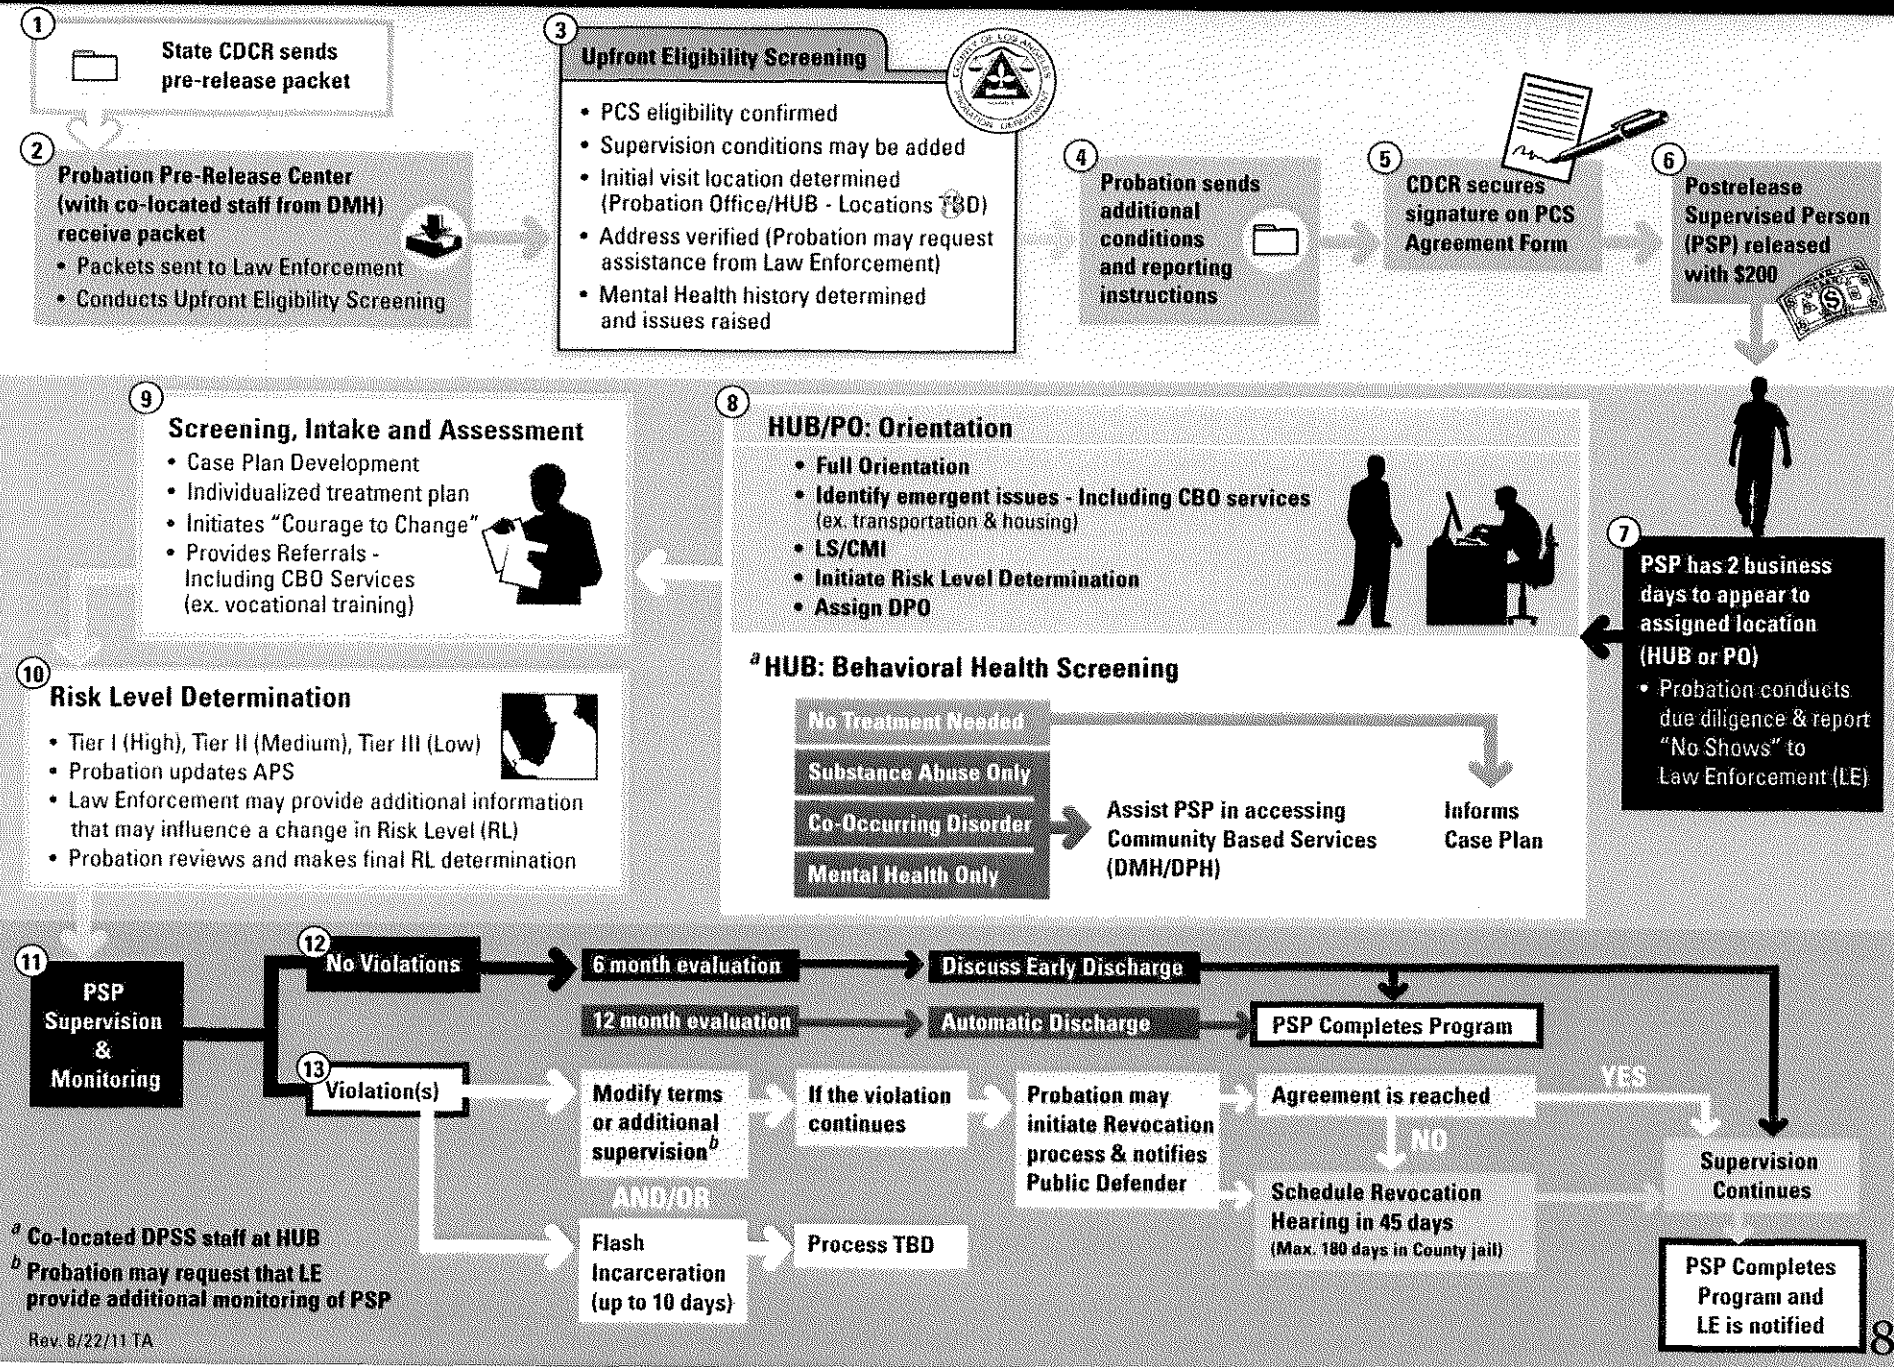 1
State CDCR sends
pre-release packet
2
Probation Pre-Release Center
(with co-located staff from DMH)
receive packet
• Packets sent to Law Enforcement
• Conducts Upfront Eligibility Screening
3
Upfront Eligibility Screening
COUNTY OF LOS ANGELES
PROBATION DEPARTMENT
• PCS eligibility confirmed
• Supervision conditions may be added
• Initial visit location determined
(Probation Office/HUB - Locations TBD)
• Address verified (Probation may request
assistance from Law Enforcement)
• Mental Health history determined
and issues raised
4
Probation sends
additional
conditions
and reporting
instructions
5
CDCR secures
signature on PCS
Agreement Form
6
Postrelease
Supervised Person
(PSP) released
with $200
7
PSP has 2 business
days to appear to
assigned location
(HUB or PO)
• Probation conducts
due diligence & report
"No Shows" to
Law Enforcement (LE)
8
HUB/PO: Orientation
• Full Orientation
• Identify emergent issues - Including CBO services
(ex. transportation & housing)
• LS/CMI
• Initiate Risk Level Determination
• Assign DPO
a HUB: Behavioral Health Screening
No Treatment Needed
Substance Abuse Only
Co-Occurring Disorder
Mental Health Only
Assist PSP in accessing
Community Based Services
(DMH/DPH)
Informs
Case Plan
9
Screening, Intake and Assessment
• Case Plan Development
• Individualized treatment plan
• Initiates "Courage to Change"
• Provides Referrals -
Including CBO Services
(ex. vocational training)
10
Risk Level Determination
• Tier I (High), Tier II (Medium), Tier III (Low)
• Probation updates APS
• Law Enforcement may provide additional information
that may influence a change in Risk Level (RL)
• Probation reviews and makes final RL determination
11
PSP
Supervision
&
Monitoring
12
No Violations
6 month evaluation
Discuss Early Discharge
12 month evaluation
Automatic Discharge
PSP Completes Program
13
Violation(s)
Modify terms
or additional
supervision b
AND/OR
Flash
Incarceration
(up to 10 days)
If the violation
continues
Process TBD
Probation may
initiate Revocation
process & notifies
Public Defender
Agreement is reached
YES
NO
Schedule Revocation
Hearing in 45 days
(Max. 180 days in County jail)
Supervision
Continues
PSP Completes
Program and
LE is notified
a Co-located DPSS staff at HUB
b Probation may request that LE
provide additional monitoring of PSP
Rev. 8/22/11 TA
8